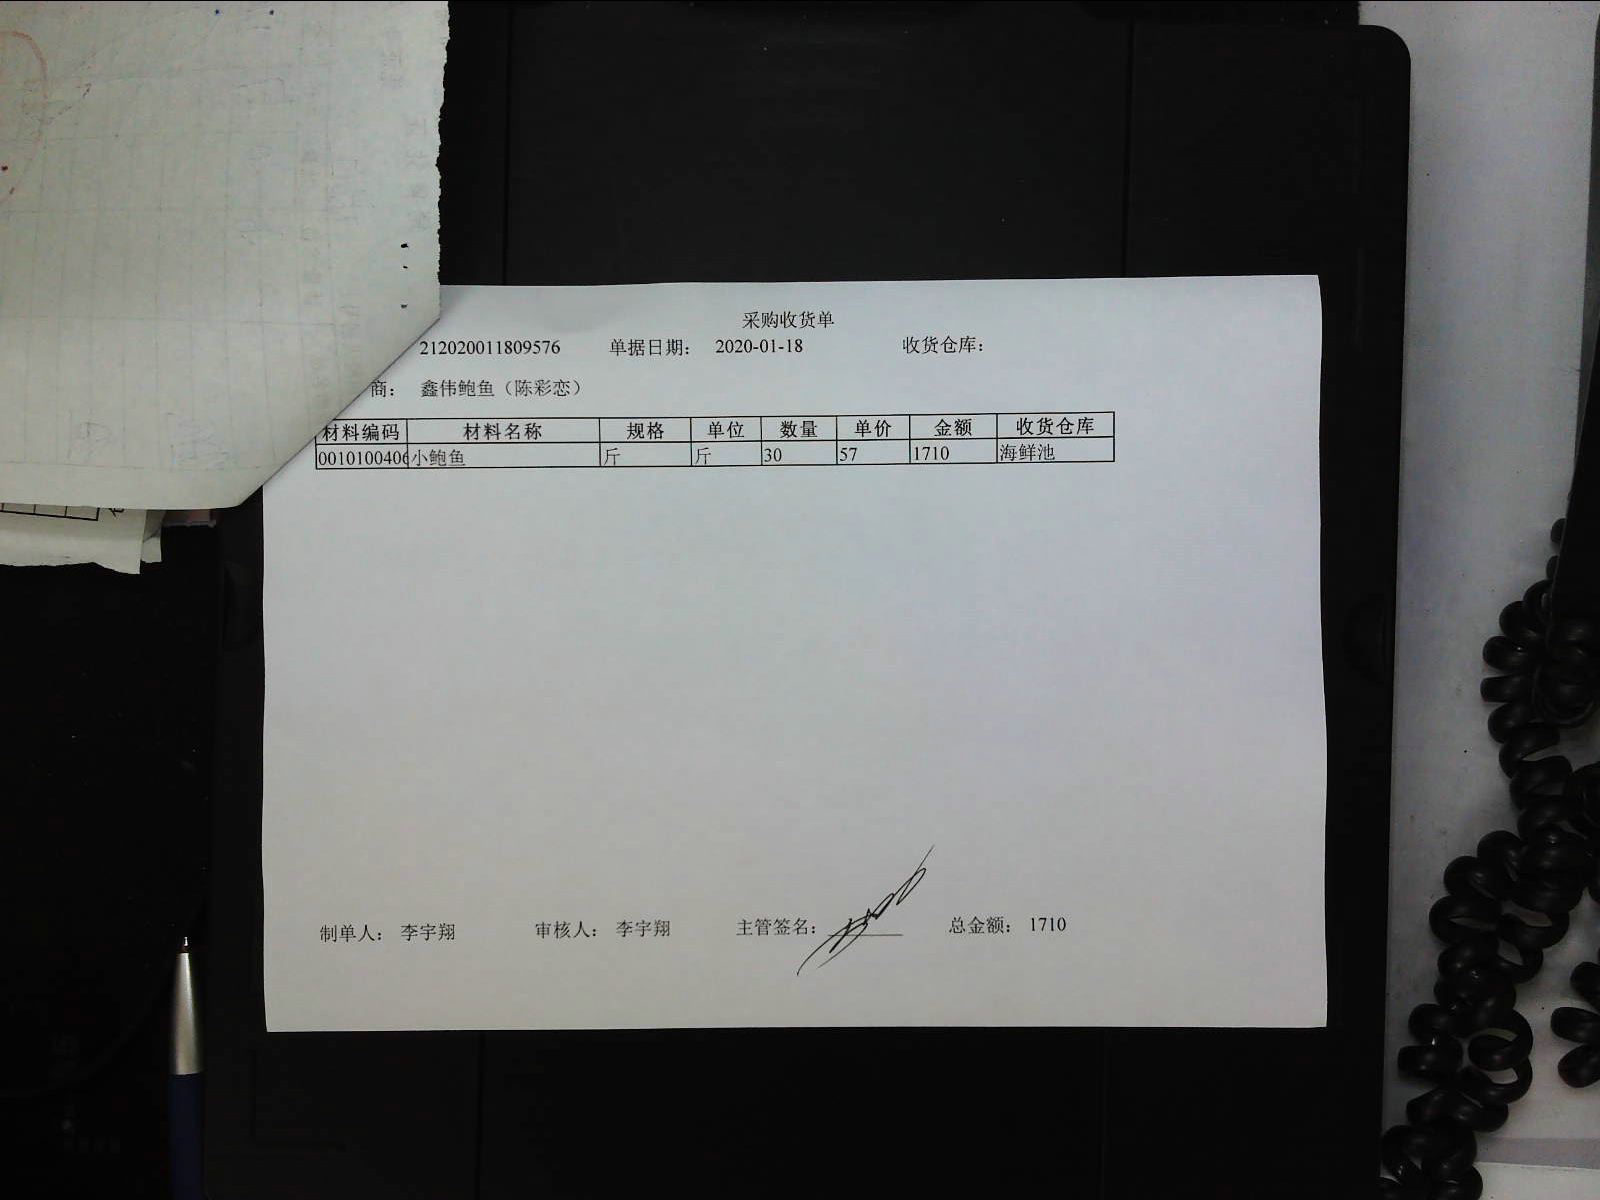 采购收货单
212020011809576 单据日期: 2020-01-18 收货仓库:
商: 鑫伟鲍鱼（陈彩恋）
材料编码 材料名称 规格 单位 数量 单价 金额 收货仓库
0010100406 小鲍鱼 斤 斤 30 57 1710 海鲜池
制单人: 李宇翔 审核人: 李宇翔 主管签名: 总金额: 1710